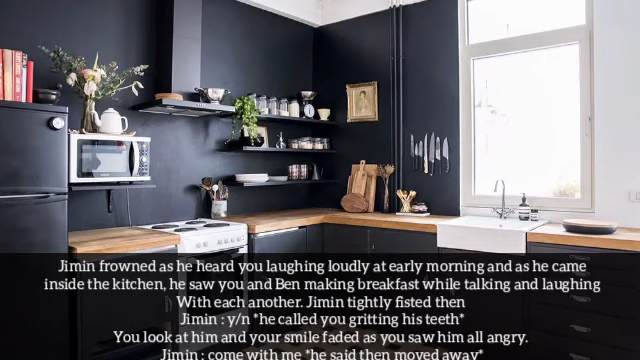 Jimin frowned as he heard you laughing loudly at early morning and as he came
inside the kitchen, he saw you and Ben making breakfast while talking and laughing
With each another. Jimin tightly fisted then
Jimin : y/n *he called you gritting his teeth*
You look at him and your smile faded as you saw him all angry.
Jimin : come with me *he said then moved away*